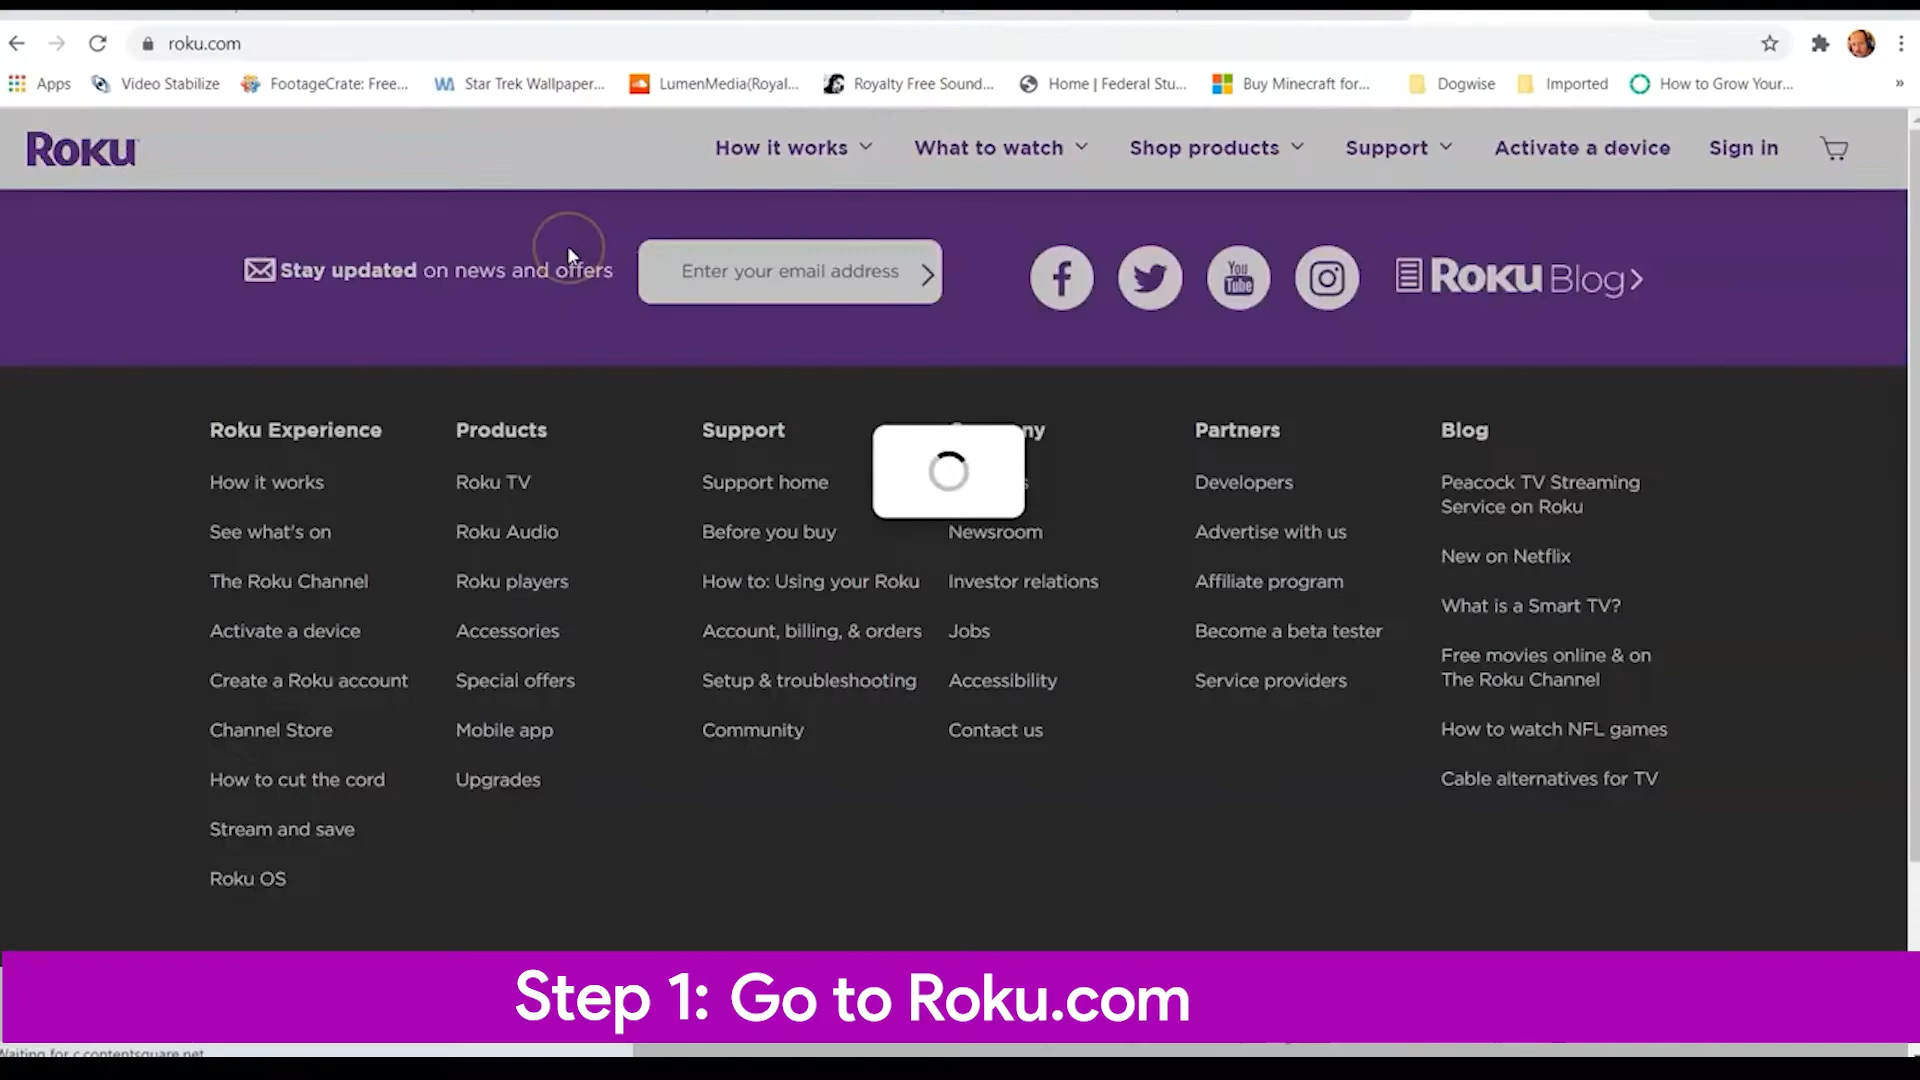 roku.com
Apps Video Stabilize FootageCrate: Free... Star Trek Wallpaper... LumenMedia(Royal... Royalty Free Sound... Home | Federal Stu... Buy Minecraft for... Dogwise Imported How to Grow Your... »
ROKU How it works What to watch Shop products Support Activate a device Sign in
Stay updated on news and offers Enter your email address You Tube ROKU Blog
Roku Experience
How it works
See what's on
The Roku Channel
Activate a device
Create a Roku account
Channel Store
How to cut the cord
Stream and save
Roku OS
Products
Roku TV
Roku Audio
Roku players
Accessories
Special offers
Mobile app
Upgrades
Support
Support home
Before you buy
How to: Using your Roku
Account, billing, & orders
Setup & troubleshooting
Community
Newsroom
Investor relations
Jobs
Accessibility
Contact us
Partners
Developers
Advertise with us
Affiliate program
Become a beta tester
Service providers
Blog
Peacock TV Streaming
Service on Roku
New on Netflix
What is a Smart TV?
Free movies online & on
The Roku Channel
How to watch NFL games
Cable alternatives for TV
Step 1: Go to Roku.com
Waiting for c.contentsquare.net